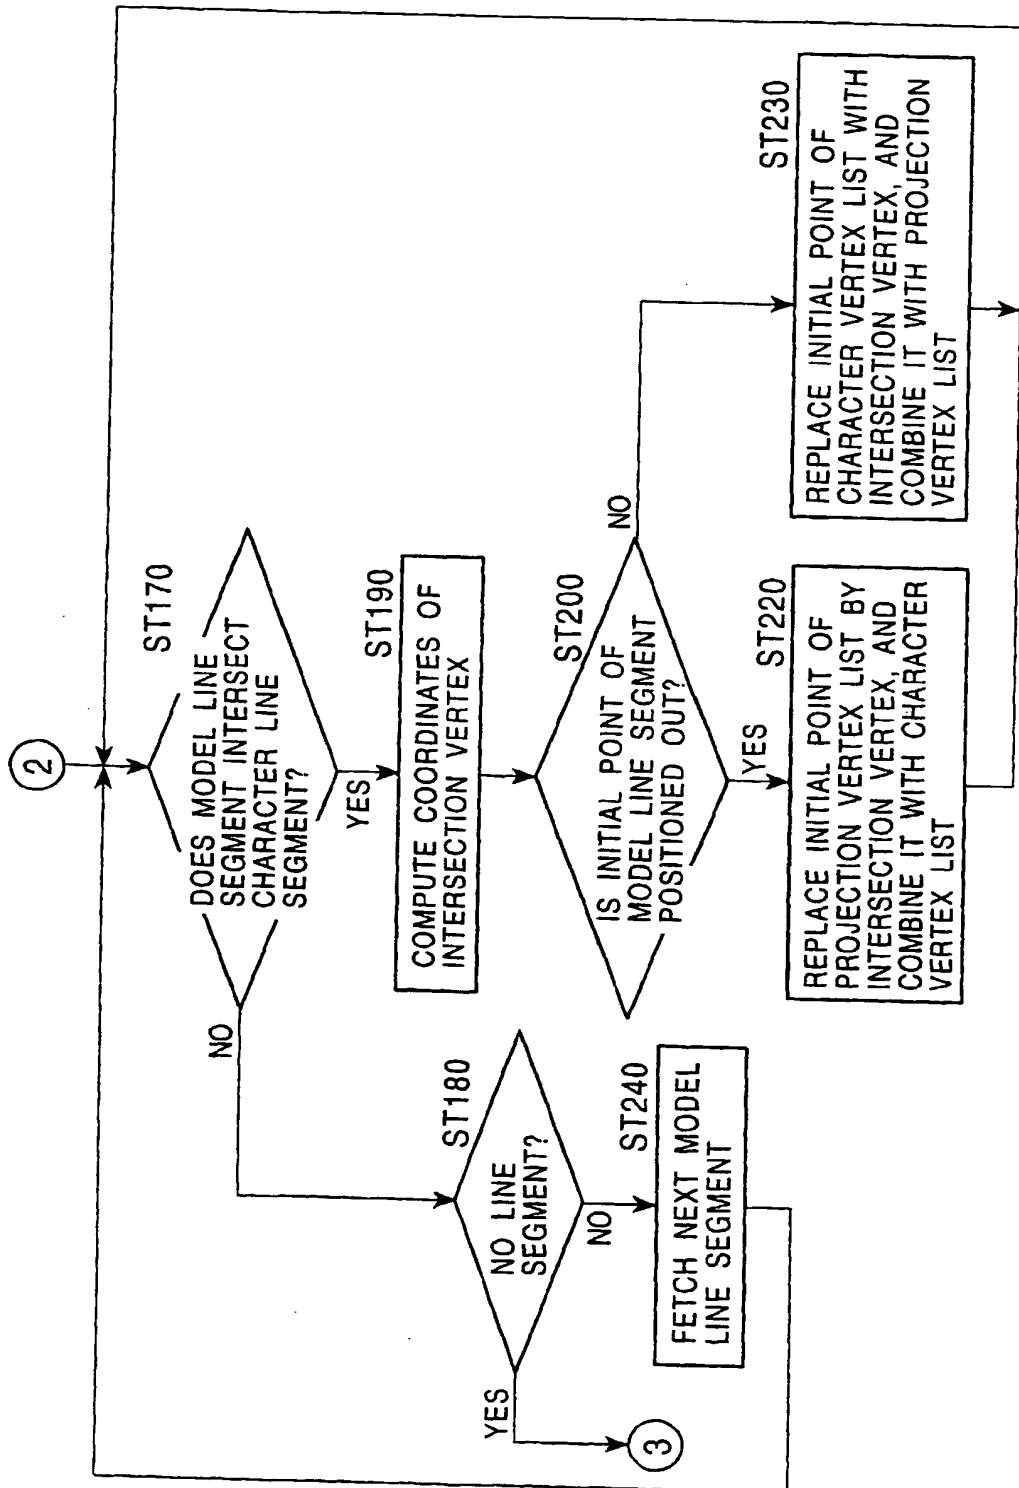 2
ST170
DOES MODEL LINE
SEGMENT INTERSECT
CHARACTER LINE
SEGMENT?
NO
YES
ST190
COMPUTE COORDINATES OF
INTERSECTION VERTEX
ST180
NO LINE
SEGMENT?
YES
NO
3
ST240
FETCH NEXT MODEL
LINE SEGMENT
ST200
IS INITIAL POINT OF
MODEL LINE SEGMENT
POSITIONED OUT?
NO
YES
ST220
REPLACE INITIAL POINT OF
PROJECTION VERTEX LIST BY
INTERSECTION VERTEX, AND
COMBINE IT WITH CHARACTER
VERTEX LIST
ST230
REPLACE INITIAL POINT OF
CHARACTER VERTEX LIST WITH
INTERSECTION VERTEX, AND
COMBINE IT WITH PROJECTION
VERTEX LIST